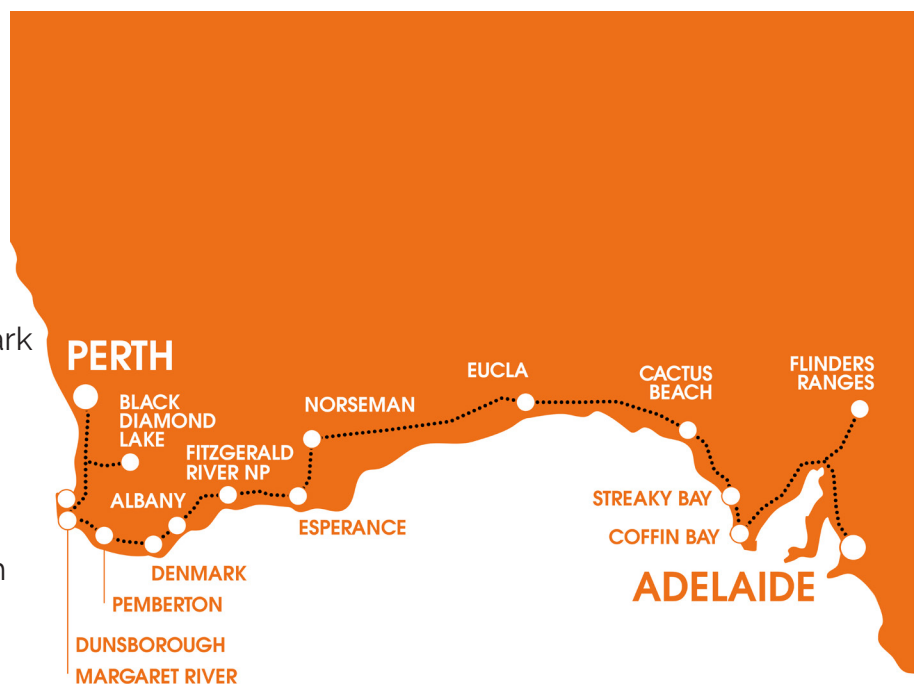 ark
PERTH
BLACK
DIAMOND
LAKE
ALBANY
FITZGERALD
RIVER NP
NORSEMAN
EUCLA
CACTUS
BEACH
FLINDERS
RANGES
ESPERANCE
STREAKY BAY
COFFIN BAY
ADELAIDE
DENMARK
PEMBERTON
DUNSBOROUGH
MARGARET RIVER